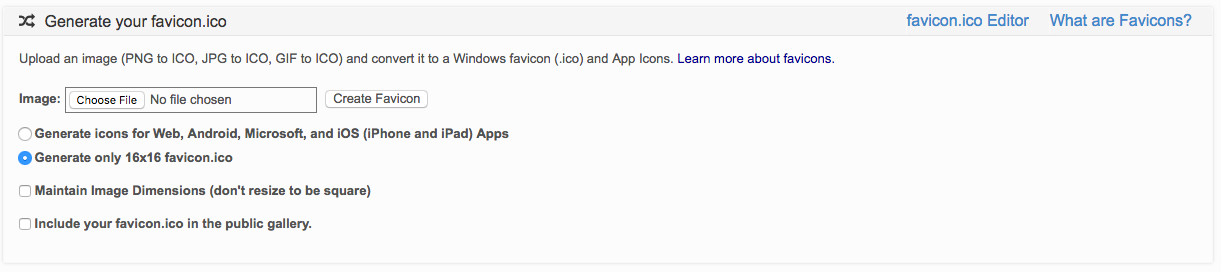 Generate your favicon.ico favicon.ico Editor What are Favicons?
Upload an image (PNG to ICO, JPG to ICO, GIF to ICO) and convert it to a Windows favicon (.ico) and App Icons. Learn more about favicons.
Image: Choose File No file chosen Create Favicon
Generate icons for Web, Android, Microsoft, and iOS (iPhone and iPad) Apps
Generate only 16x16 favicon.ico
Maintain Image Dimensions (don't resize to be square)
Include your favicon.ico in the public gallery.